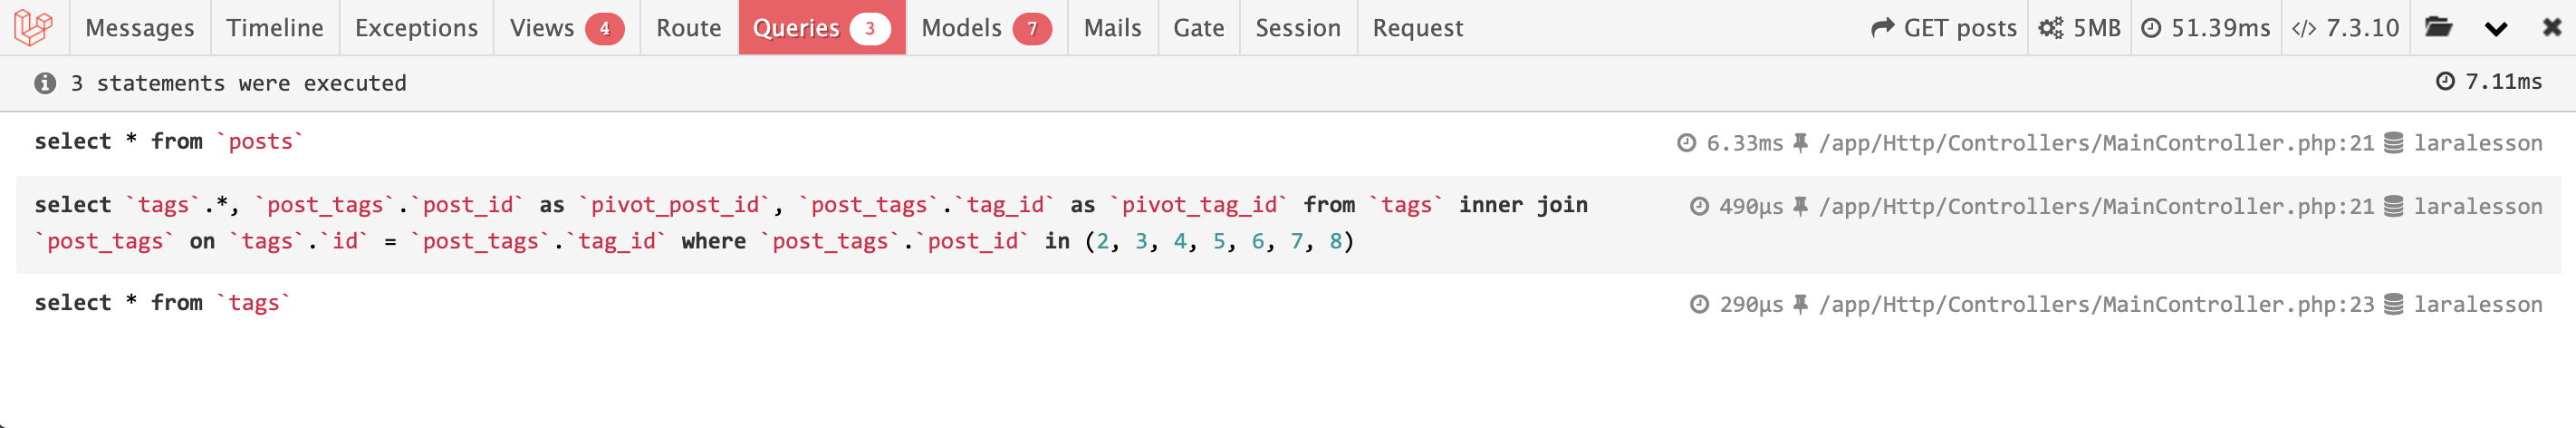 Messages Timeline Exceptions Views 4 Route Queries 3 Models 7 Mails Gate Session Request GET posts 5MB 51.39ms 7.3.10
3 statements were executed 7.11ms
select * from `posts` 6.33ms /app/Http/Controllers/MainController.php:21 laralesson
select `tags`.*, `post_tags`.`post_id` as `pivot_post_id`, `post_tags`.`tag_id` as `pivot_tag_id` from `tags` inner join 490μs /app/Http/Controllers/MainController.php:21 laralesson
`post_tags` on `tags`.`id` = `post_tags`.`tag_id` where `post_tags`.`post_id` in (2, 3, 4, 5, 6, 7, 8)
select * from `tags` 290μs /app/Http/Controllers/MainController.php:23 laralesson